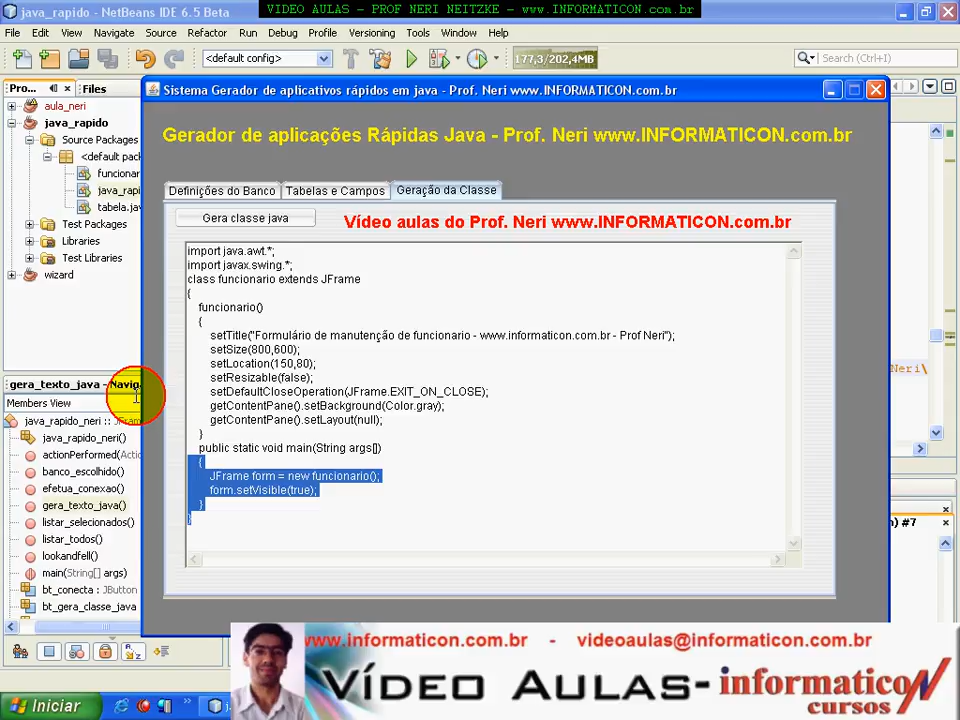 java_rapido - NetBeans IDE 6.5 Beta
VIDEO AULAS - PROF NERI NEITZKE - www.INFORMATICON.com.br
File Edit View Navigate Source Refactor Run Debug Profile Versioning Tools Window Help
<default config>
177,3/202,4MB
Search (Ctrl+I)
Pro...
Files
Sistema Gerador de aplicativos rápidos em java - Prof. Neri www.INFORMATICON.com.br
aula_neri
java_rapido
Source Packages
<default pack
funcionar
java_rapi
tabela.jav
Test Packages
Libraries
Test Libraries
wizard
Gerador de aplicações Rápidas Java - Prof. Neri www.INFORMATICON.com.br
Definições do Banco
Tabelas e Campos
Geração da Classe
Gera classe java
Vídeo aulas do Prof. Neri www.INFORMATICON.com.br
import java.awt.*;
import javax.swing.*;
class funcionario extends JFrame
{
funcionario()
{
setTitle("Formulário de manutenção de funcionario - www.informaticon.com.br - Prof Neri");
setSize(800,600);
setLocation(150,80);
setResizable(false);
setDefaultCloseOperation(JFrame.EXIT_ON_CLOSE);
getContentPane().setBackground(Color.gray);
getContentPane().setLayout(null);
}
public static void main(String args[])
{
JFrame form = new funcionario();
form.setVisible(true);
}
}
Neri\
) #7
gera_texto_java - Navig
Members View
java_rapido_neri :: JFrame
java_rapido_neri()
actionPerformed(Actio
banco_escolhido()
efetua_conexao()
gera_texto_java()
listar_selecionados()
listar_todos()
lookandfell()
main(String[] args)
bt_conecta : JButton
bt_gera_classe_java
www.informaticon.com.br - videoaulas@informaticon.com.br
VÍDEO AULAS- informaticon
cursos
Iniciar